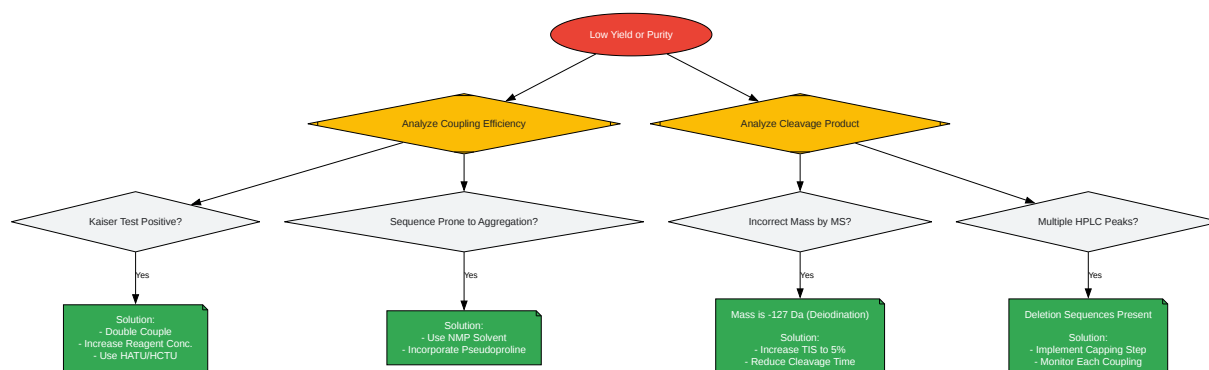 Low Yield or Purity
Analyze Coupling Efficiency
Analyze Cleavage Product
Kaiser Test Positive?
Sequence Prone to Aggregation?
Incorrect Mass by MS?
Multiple HPLC Peaks?
Yes
Yes
Yes
Yes
Solution:
- Double Couple
- Increase Reagent Conc.
- Use HATU/HCTU
Solution:
- Use NMP Solvent
- Incorporate Pseudoproline
Mass is -127 Da (Deiodination)
Solution:
- Increase TIS to 5%
- Reduce Cleavage Time
Deletion Sequences Present
Solution:
- Implement Capping Step
- Monitor Each Coupling